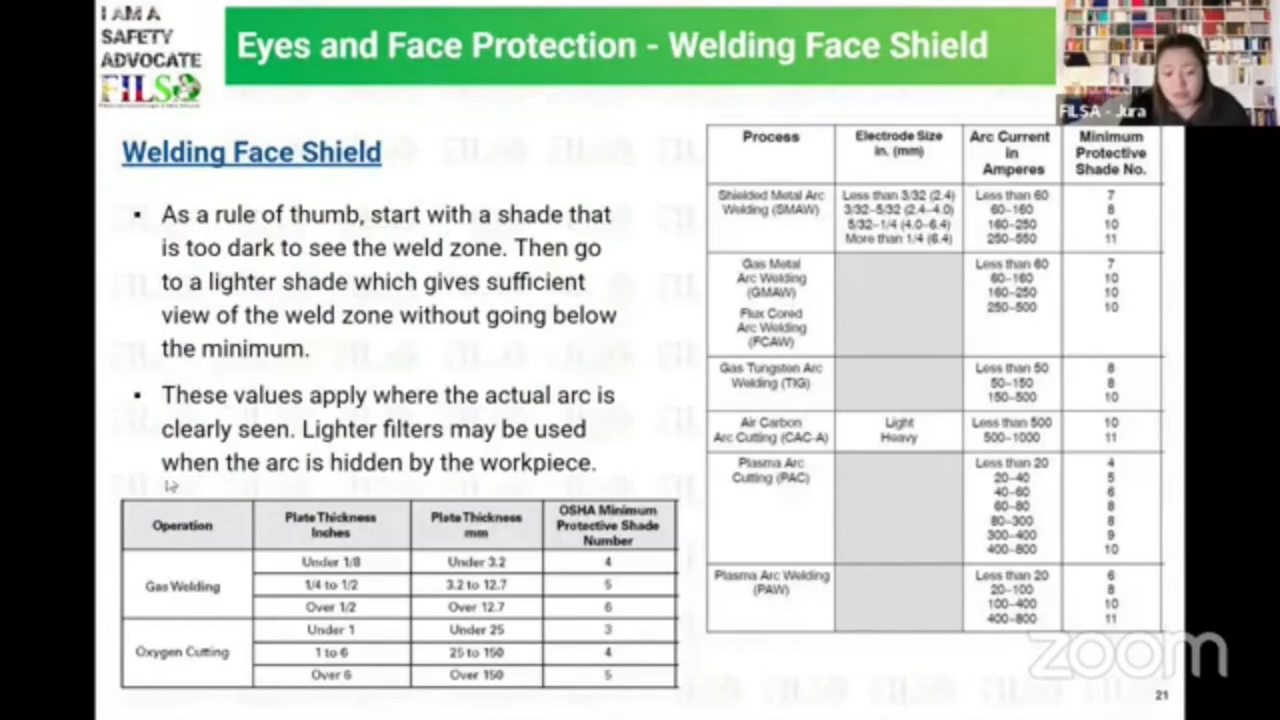 I AM A
SAFETY
ADVOCATE
FILSA
Eyes and Face Protection - Welding Face Shield
FILSA - Jura
Welding Face Shield
▪ As a rule of thumb, start with a shade that
is too dark to see the weld zone. Then go
to a lighter shade which gives sufficient
view of the weld zone without going below
the minimum.
▪ These values apply where the actual arc is
clearly seen. Lighter filters may be used
when the arc is hidden by the workpiece.
Operation Plate Thickness Inches Plate Thickness mm OSHA Minimum Protective Shade Number
Gas Welding
Under 1/8 Under 3.2 4
1/4 to 1/2 3.2 to 12.7 5
Over 1/2 Over 12.7 6
Oxygen Cutting
Under 1 Under 25 3
1 to 6 25 to 150 4
Over 6 Over 150 5
Process Electrode Size in. (mm) Arc Current in Amperes Minimum Protective Shade No.
Shielded Metal Arc Less than 3/32 (2.4) Less than 60 7
Welding (SMAW) 3/32–5/32 (2.4–4.0) 60–160 8
5/32–1/4 (4.0–6.4) 160–250 10
More than 1/4 (6.4) 250–550 11
Gas Metal Less than 60 7
Arc Welding 60–160 10
(GMAW) 160–250 10
250–500 10
Flux Cored
Arc Welding
(FCAW)
Gas Tungsten Arc Less than 50 8
Welding (TIG) 50–150 8
150–500 10
Air Carbon Light Less than 500 10
Arc Cutting (CAC-A) Heavy 500–1000 11
Plasma Arc Less than 20 4
Cutting (PAC) 20–40 5
40–60 6
60–80 8
80–300 8
300–400 9
400–800 10
Plasma Arc Welding Less than 20 6
(PAW) 20–100 8
100–400 10
400–800 11
zoom
21